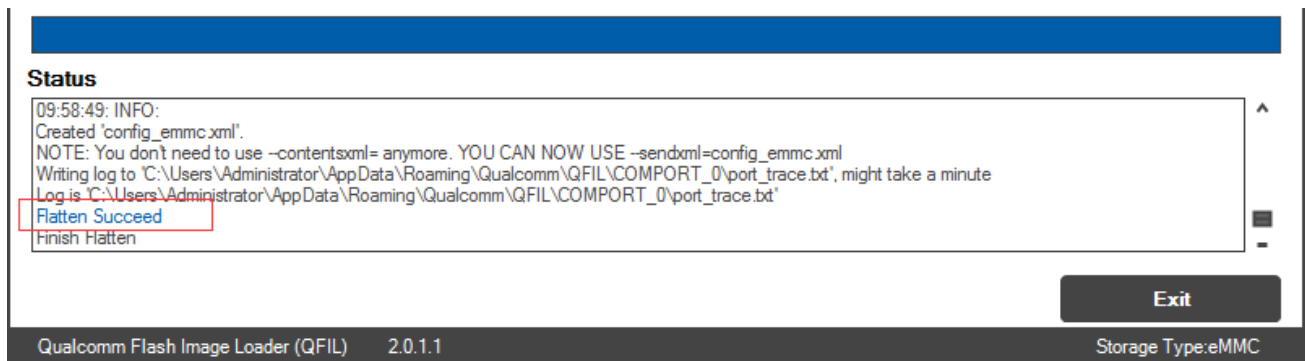 Status
09:58:49: INFO:
Created 'config_emmc.xml'.
NOTE: You don't need to use --contentsxml= anymore. YOU CAN NOW USE --sendxml=config_emmc.xml
Writing log to 'C:\Users\Administrator\AppData\Roaming\Qualcomm\QFIL\COMPORT_0\port_trace.txt', might take a minute
Log is 'C:\Users\Administrator\AppData\Roaming\Qualcomm\QFIL\COMPORT_0\port_trace.txt'
Flatten Succeed
Finish Flatten
Exit
Qualcomm Flash Image Loader (QFIL) 2.0.1.1 Storage Type:eMMC